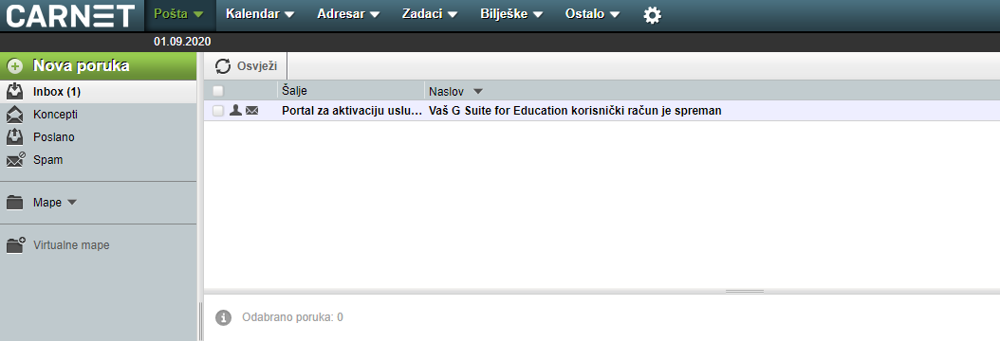 CARNET Pošta Kalendar Adresar Zadaci Bilješke Ostalo
01.09.2020
Nova poruka
Osvježi
Inbox (1)
Koncepti
Poslano
Spam
Mape
Virtualne mape
Šalje Naslov
Portal za aktivaciju uslu... Vaš G Suite for Education korisnički račun je spreman
Odabrano poruka: 0